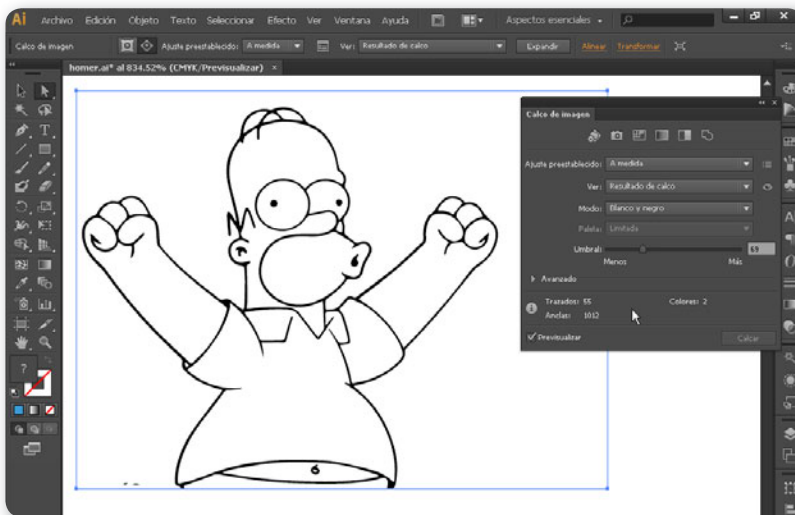 Ai Archivo Edición Objeto Texto Seleccionar Efecto Ver Ventana Ayuda Aspectos esenciales
Calco de imagen Ajuste preestablecido: A medida Ver: Resultado de calco Expandir Alinear Transformar
homer.ai* al 834.52% (CMYK/Previsualizar) ×
Calco de imagen
Ajuste preestablecido: A medida
Ver: Resultado de calco
Modo: Blanco y negro
Paleta: Limitada
Umbral: 69
Menos Más
Avanzado
Trazados: 55 Colores: 2
Anclas: 1012
Previsualizar Calcar
?